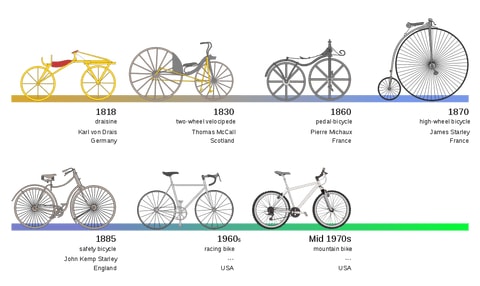 1818
draisine
Karl von Drais
Germany
1830
two-wheel velocipede
Thomas McCall
Scotland
1860
pedal-bicycle
Pierre Michaux
France
1870
high-wheel bicycle
James Starley
France
1885
safety bicycle
John Kemp Starley
England
1960s
racing bike
---
USA
Mid 1970s
mountain bike
---
USA